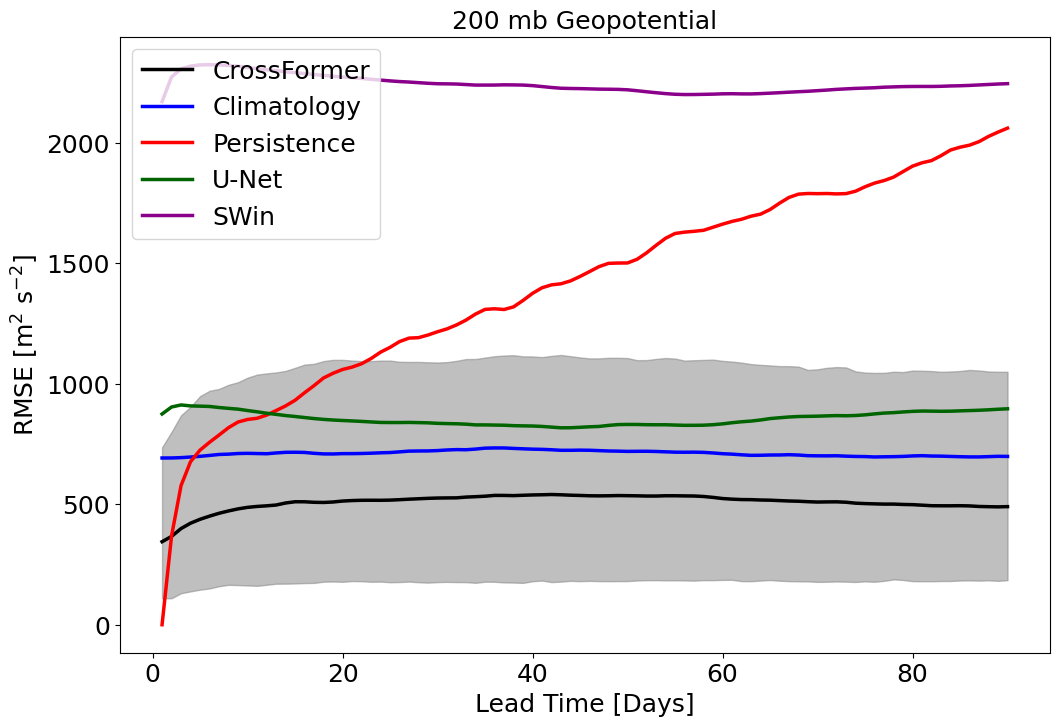 200 mb Geopotential
CrossFormer
Climatology
Persistence
U-Net
SWin
RMSE [m² s⁻²]
2000
1500
1000
500
0
0 20 40 60 80
Lead Time [Days]